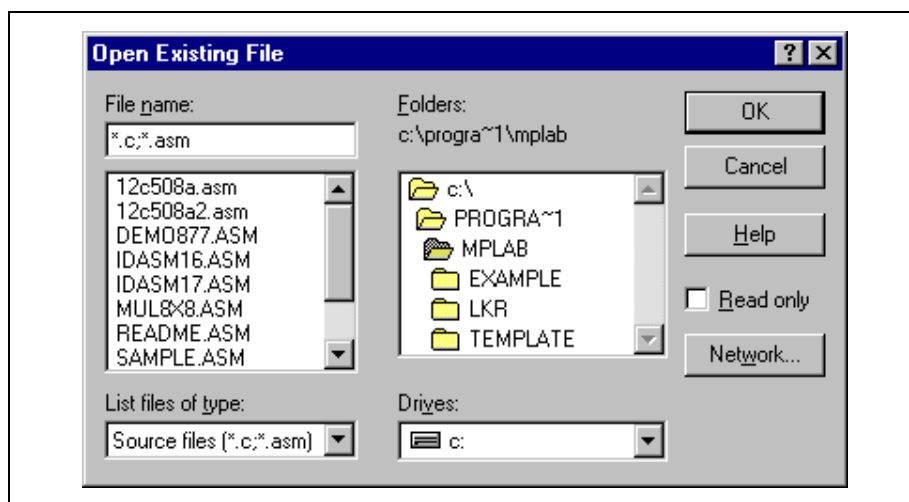 Open Existing File
File name:
*.c;*.asm
12c508a.asm
12c508a2.asm
DEMO877.ASM
IDASM16.ASM
IDASM17.ASM
MUL8X8.ASM
README.ASM
SAMPLE.ASM
List files of type:
Source files (*.c;*.asm)
Folders:
c:\progra~1\mplab
c:\
PROGRA~1
MPLAB
EXAMPLE
LKR
TEMPLATE
Drives:
c:
OK
Cancel
Help
Read only
Network...